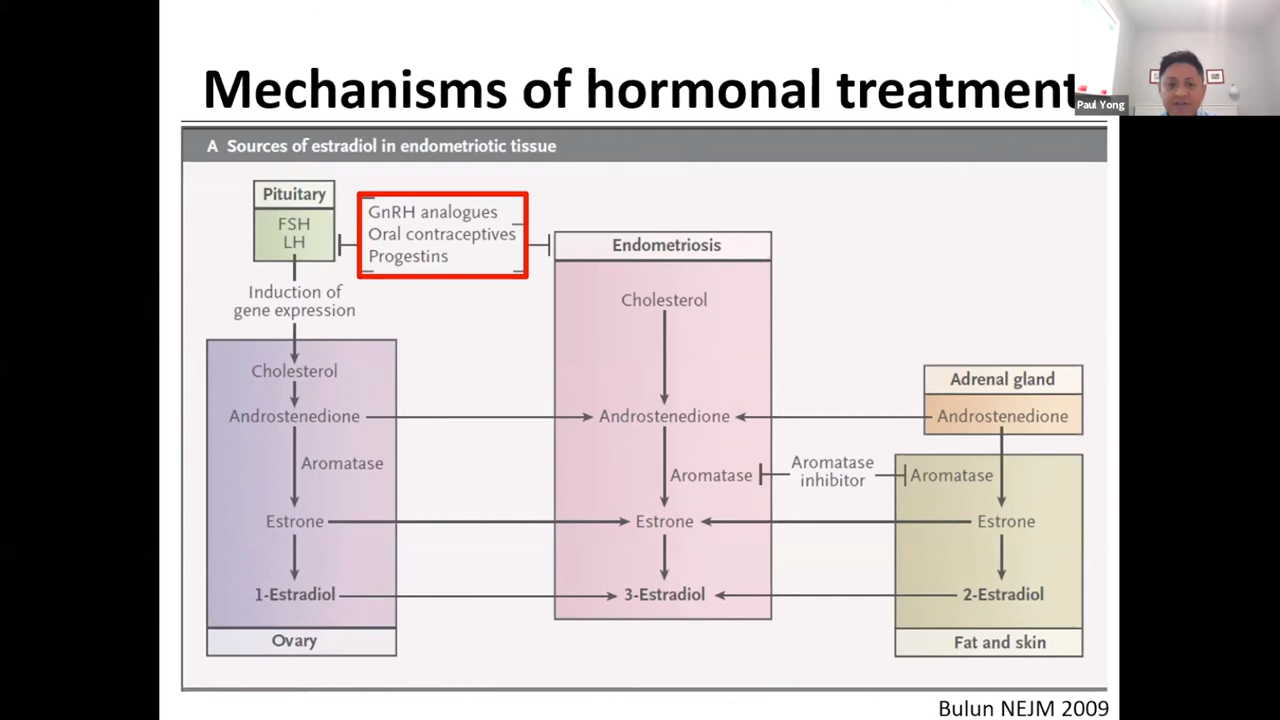 Mechanisms of hormonal treatment
Paul Yong
A Sources of estradiol in endometriotic tissue
Pituitary
FSH
LH
GnRH analogues
Oral contraceptives
Progestins
Induction of
gene expression
Cholesterol
Androstenedione
Aromatase
Estrone
1-Estradiol
Ovary
Endometriosis
Cholesterol
Androstenedione
Aromatase
Estrone
3-Estradiol
Aromatase
inhibitor
Adrenal gland
Androstenedione
Aromatase
Estrone
2-Estradiol
Fat and skin
Bulun NEJM 2009